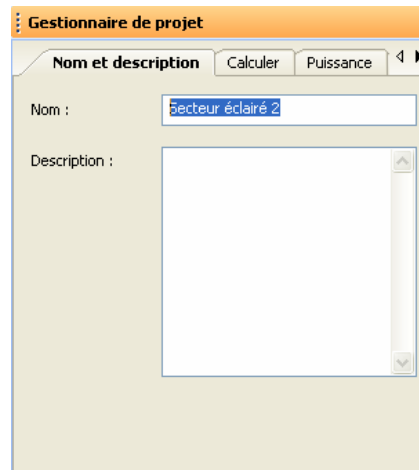 Gestionnaire de projet
Nom et description Calculer Puissance
Nom : Secteur éclairé 2
Description :